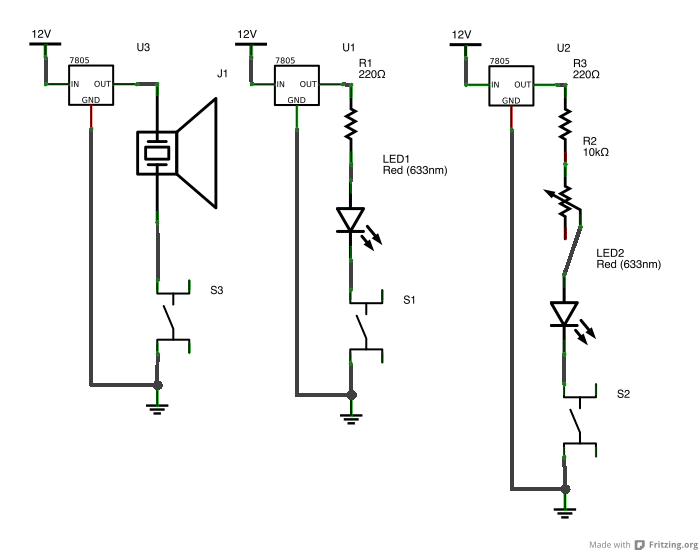 12V
U3
7805
IN OUT
GND
J1
S3
12V
U1
7805
IN OUT
GND
R1
220Ω
LED1
Red (633nm)
S1
12V
U2
7805
IN OUT
GND
R3
220Ω
R2
10kΩ
LED2
Red (633nm)
S2
Made with Fritzing.org